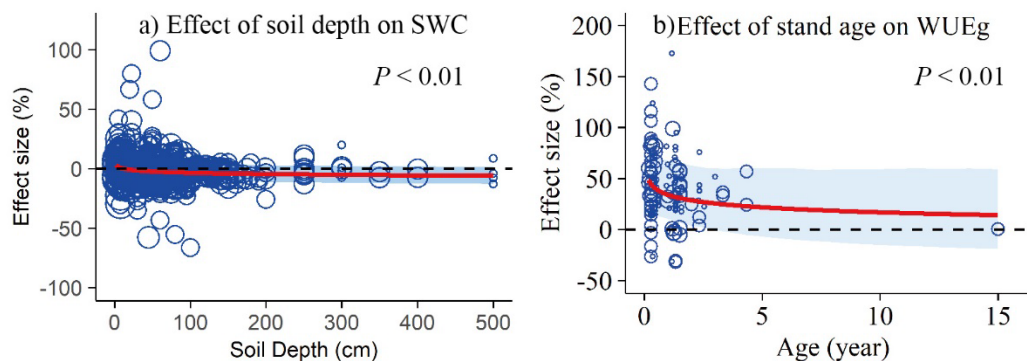 a) Effect of soil depth on SWC
P < 0.01
Effect size (%)
100
50
0
-50
-100
0
100
200
300
400
500
Soil Depth (cm)
b)Effect of stand age on WUEg
P < 0.01
Effect size (%)
200
150
100
50
0
-50
0
5
10
15
Age (year)